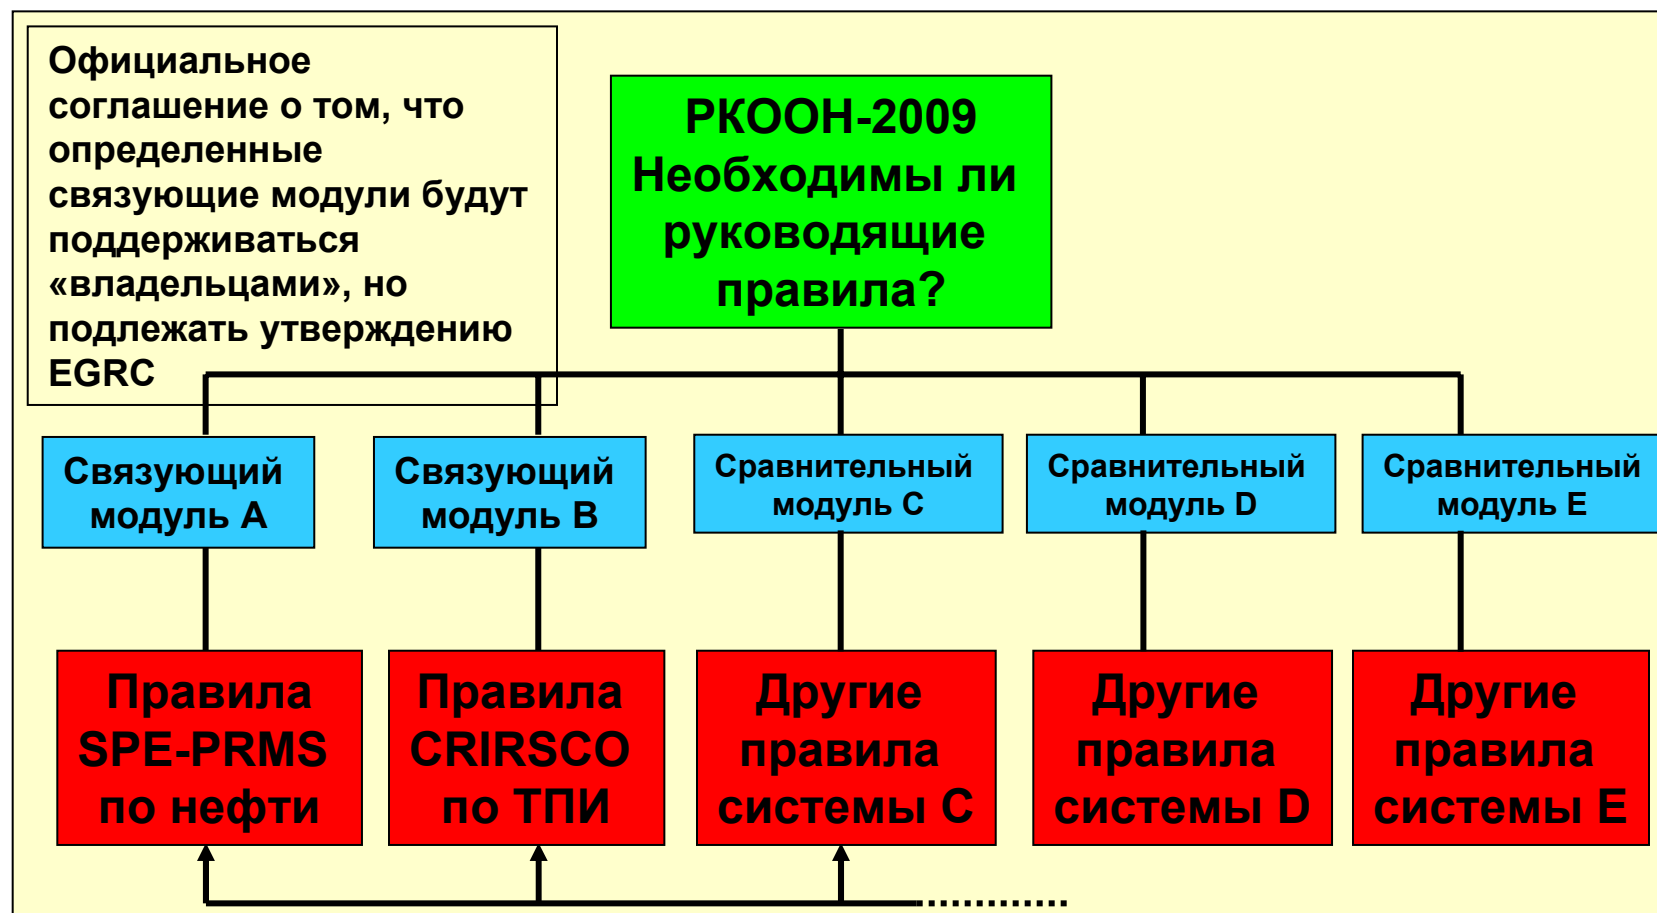 Официальное
соглашение о том, что
определенные
связующие модули будут
поддерживаться
«владельцами», но
подлежать утверждению
EGRC
РКООН-2009
Необходимы ли
руководящие
правила?
Связующий
модуль A
Связующий
модуль B
Сравнительный
модуль C
Сравнительный
модуль D
Сравнительный
модуль E
Правила
SPE-PRMS
по нефти
Правила
CRIRSCO
по ТПИ
Другие
правила
системы C
Другие
правила
системы D
Другие
правила
системы E